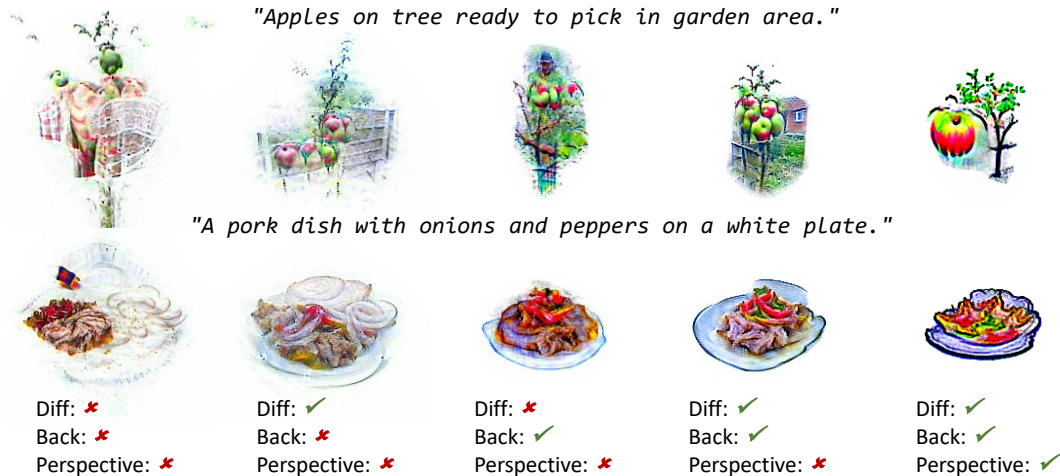 "Apples on tree ready to pick in garden area."
"A pork dish with onions and peppers on a white plate."
Diff: ✘ Diff: ✓ Diff: ✘ Diff: ✓ Diff: ✓
Back: ✘ Back: ✘ Back: ✓ Back: ✓ Back: ✓
Perspective: ✘ Perspective: ✘ Perspective: ✘ Perspective: ✘ Perspective: ✓